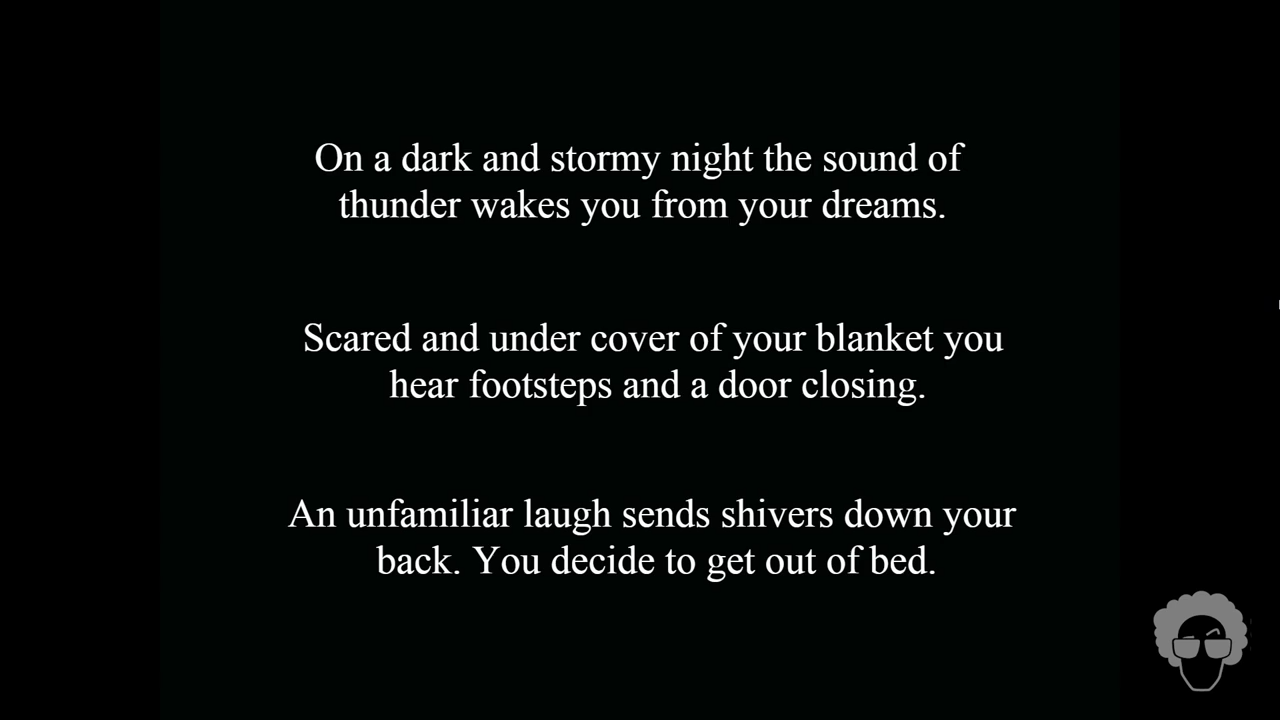 On a dark and stormy night the sound of
thunder wakes you from your dreams.
Scared and under cover of your blanket you
hear footsteps and a door closing.
An unfamiliar laugh sends shivers down your
back. You decide to get out of bed.